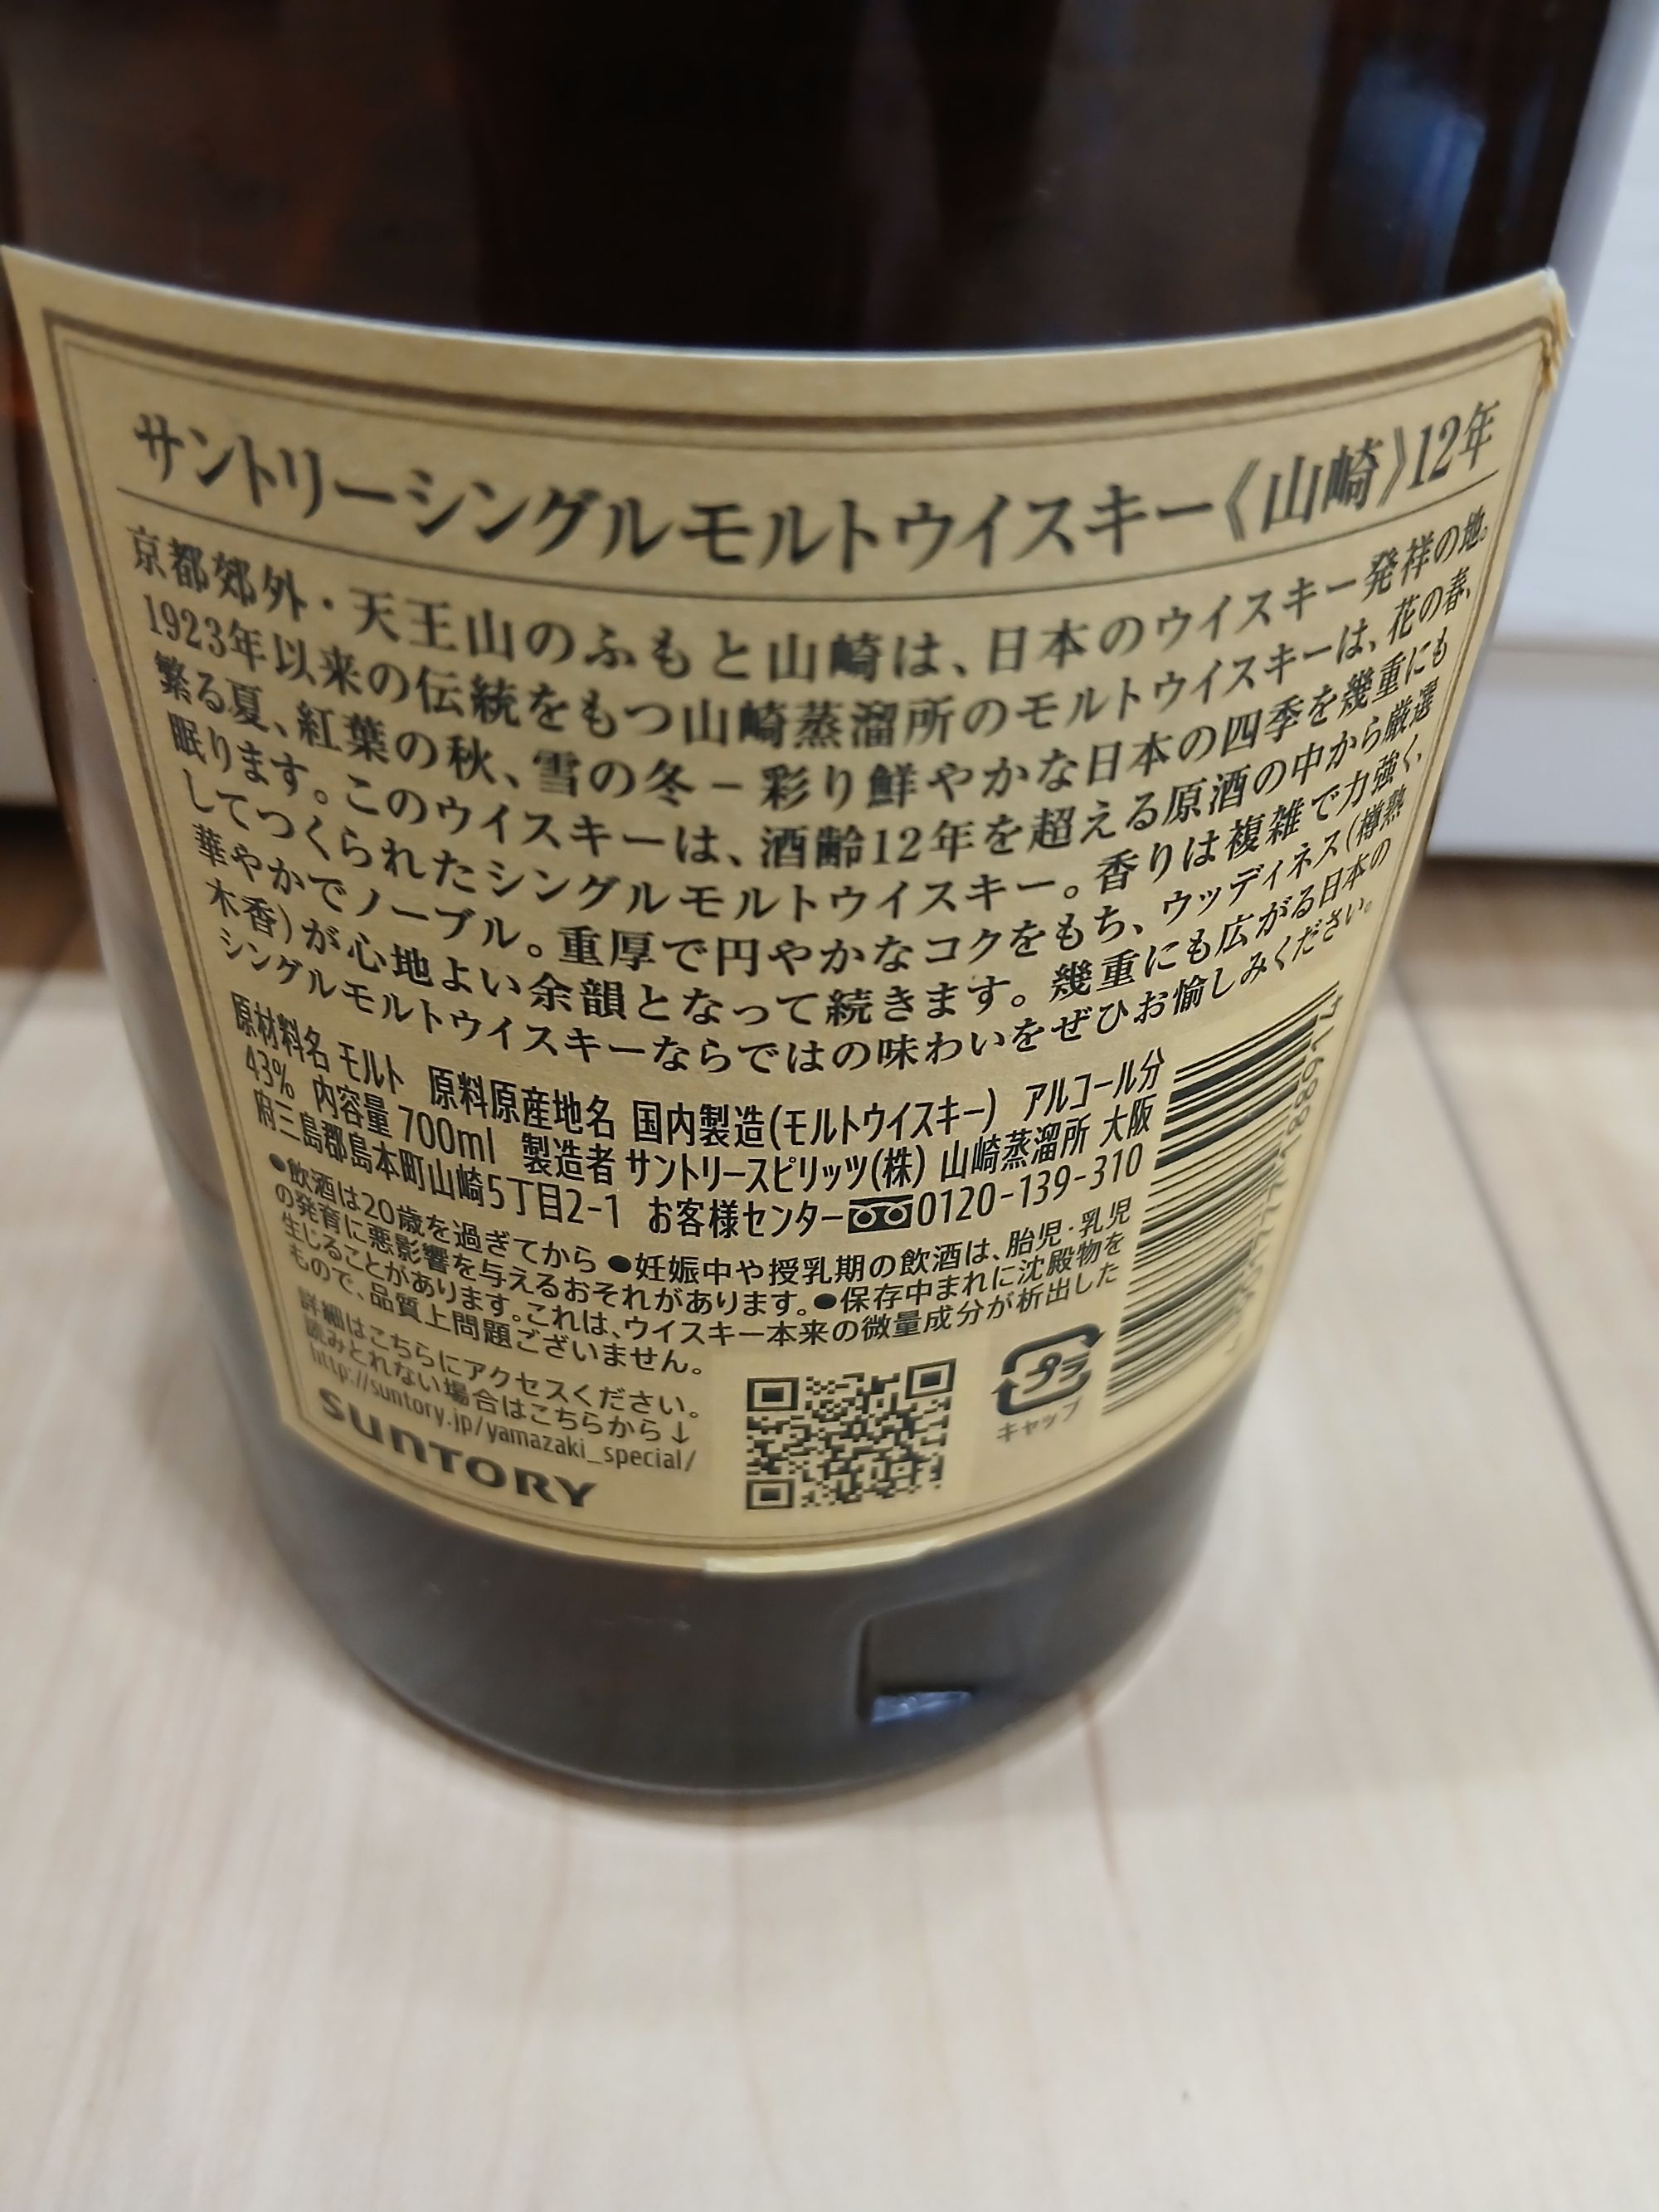 サントリーシングルモルトウイスキー《山崎》12年
京都郊外・天王山のふもと山崎は、日本のウイスキー発祥の地。
1923年以来の伝統をもつ山崎蒸溜所のモルトウイスキーは、花の春、
繁る夏、紅葉の秋、雪の冬－彩り鮮やかな日本の四季を幾重にも
眠ります。このウイスキーは、酒齢12年を超える原酒の中から厳選
してつくられたシングルモルトウイスキー。香りは複雑で力強く、
華やかでノーブル。重厚で円やかなコクをもち、ウッディネス(樽熟
木香)が心地よい余韻となって続きます。幾重にも広がる日本の
シングルモルトウイスキーならではの味わいをぜひお愉しみください。
原材料名 モルト 原料原産地名 国内製造(モルトウイスキー) アルコール分
43% 内容量 700ml 製造者 サントリースピリッツ(株) 山崎蒸溜所 大阪
府三島郡島本町山崎5丁目2-1 お客様センター 0120-139-310
●飲酒は20歳を過ぎてから ●妊娠中や授乳期の飲酒は、胎児・乳児
の発育に悪影響を与えるおそれがあります。●保存中まれに沈殿物を
生じることがあります。これは、ウイスキー本来の微量成分が析出した
もので、品質上問題ございません。
詳細はこちらにアクセスください。
読みとれない場合はこちらから↓
http://suntory.jp/yamazaki_special/
SUNTORY
プラ
キャップ